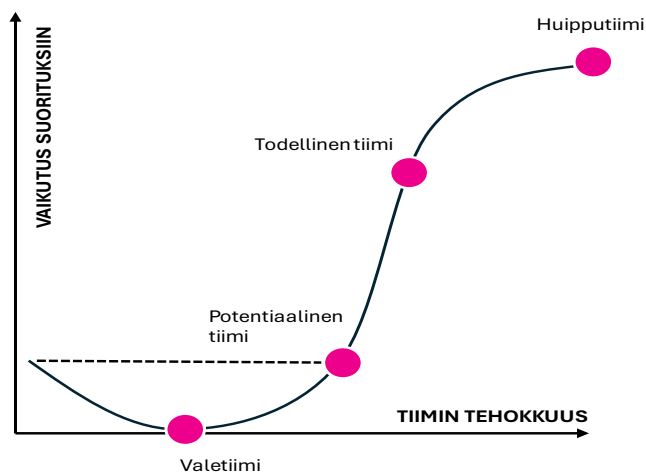 Huipputiimi
VAIKUTUS SUORITUKSIIN
Todellinen tiimi
Potentiaalinen
tiimi
TIIMIN TEHOKKUUS
Valetiimi